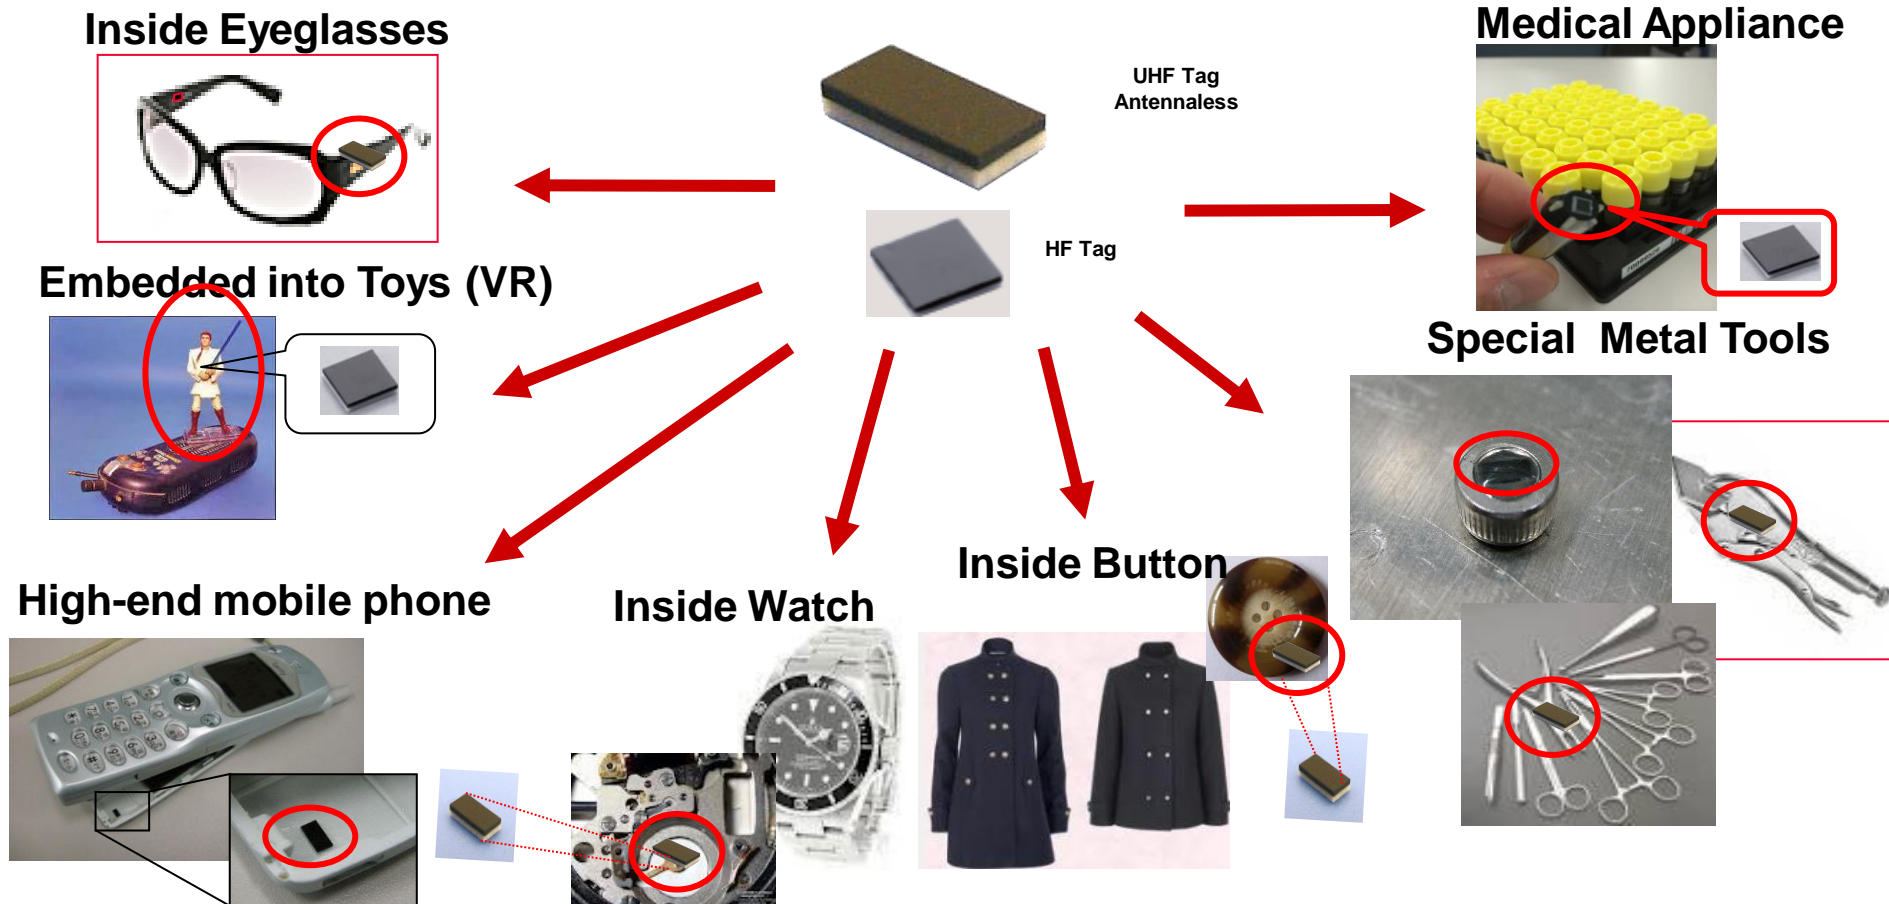 Inside Eyeglasses
Medical Appliance
UHF Tag
Antennaless
HF Tag
Embedded into Toys (VR)
Special  Metal Tools
Inside Button
High-end mobile phone
Inside Watch